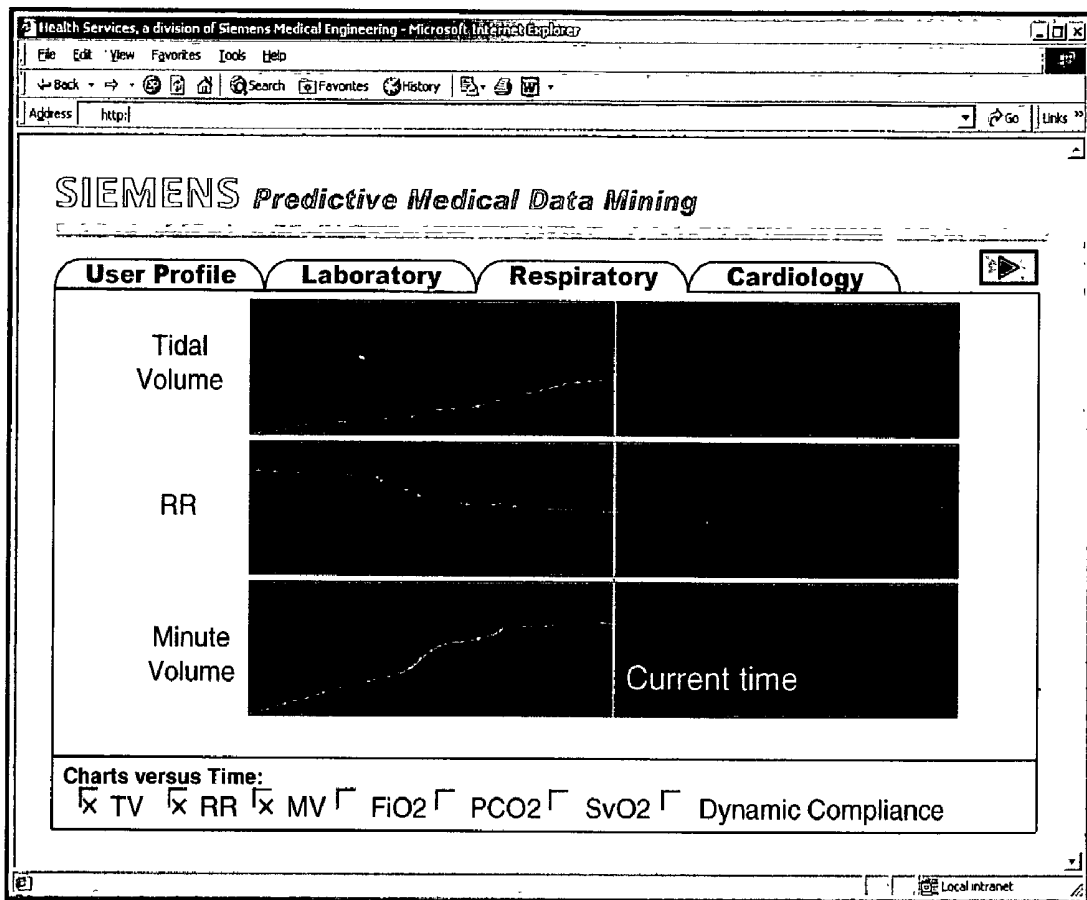 Health Services, a division of Siemens Medical Engineering - Microsoft Internet Explorer
File Edit View Favorites Tools Help
Back Search Favorites History
Address http: Go Links »
SIEMENS Predictive Medical Data Mining
User Profile Laboratory Respiratory Cardiology
Tidal
Volume
RR
Minute
Volume
Current time
Charts versus Time:
TV RR MV FiO2 PCO2 SvO2 Dynamic Compliance
Local intranet